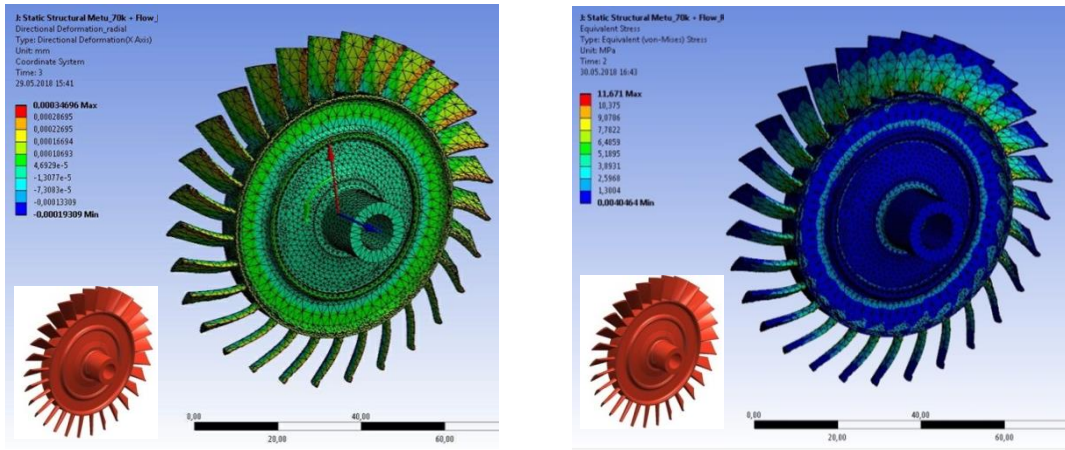 J: Static Structural Metu_70k + Flow_J
Directional Deformation_radial
Type: Directional Deformation(X Axis)
Unit: mm
Coordinate System
Time: 3
29.05.2018 15:41
0,00034696 Max
0,00028695
0,00022695
0,00016694
0,00010693
4,6929e-5
-1,3077e-5
-7,3083e-5
-0,00013309
-0,00019309 Min
0,00
40,00
20,00
60,00
J: Static Structural Metu_70k + Flow_
Equivalent Stress
Type: Equivalent (von-Mises) Stress
Unit: MPa
Time: 2
30.05.2018 16:43
11,671 Max
10,375
9,0786
7,7822
6,4859
5,1895
3,8931
2,5968
1,3004
0,0040464 Min
0,00
40,00
20,00
60,00